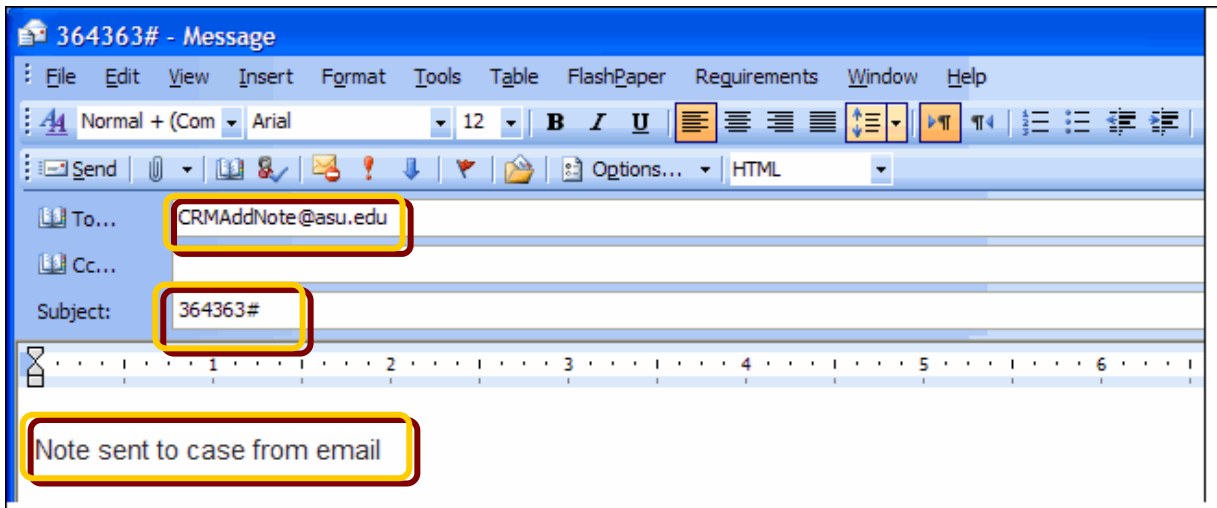 364363# - Message
File Edit View Insert Format Tools Table FlashPaper Requirements Window Help
Normal + (Com Arial 12 B I U
Send Options... HTML
To... CRMAddNote@asu.edu
Cc...
Subject: 364363#
1 2 3 4 5 6
Note sent to case from email